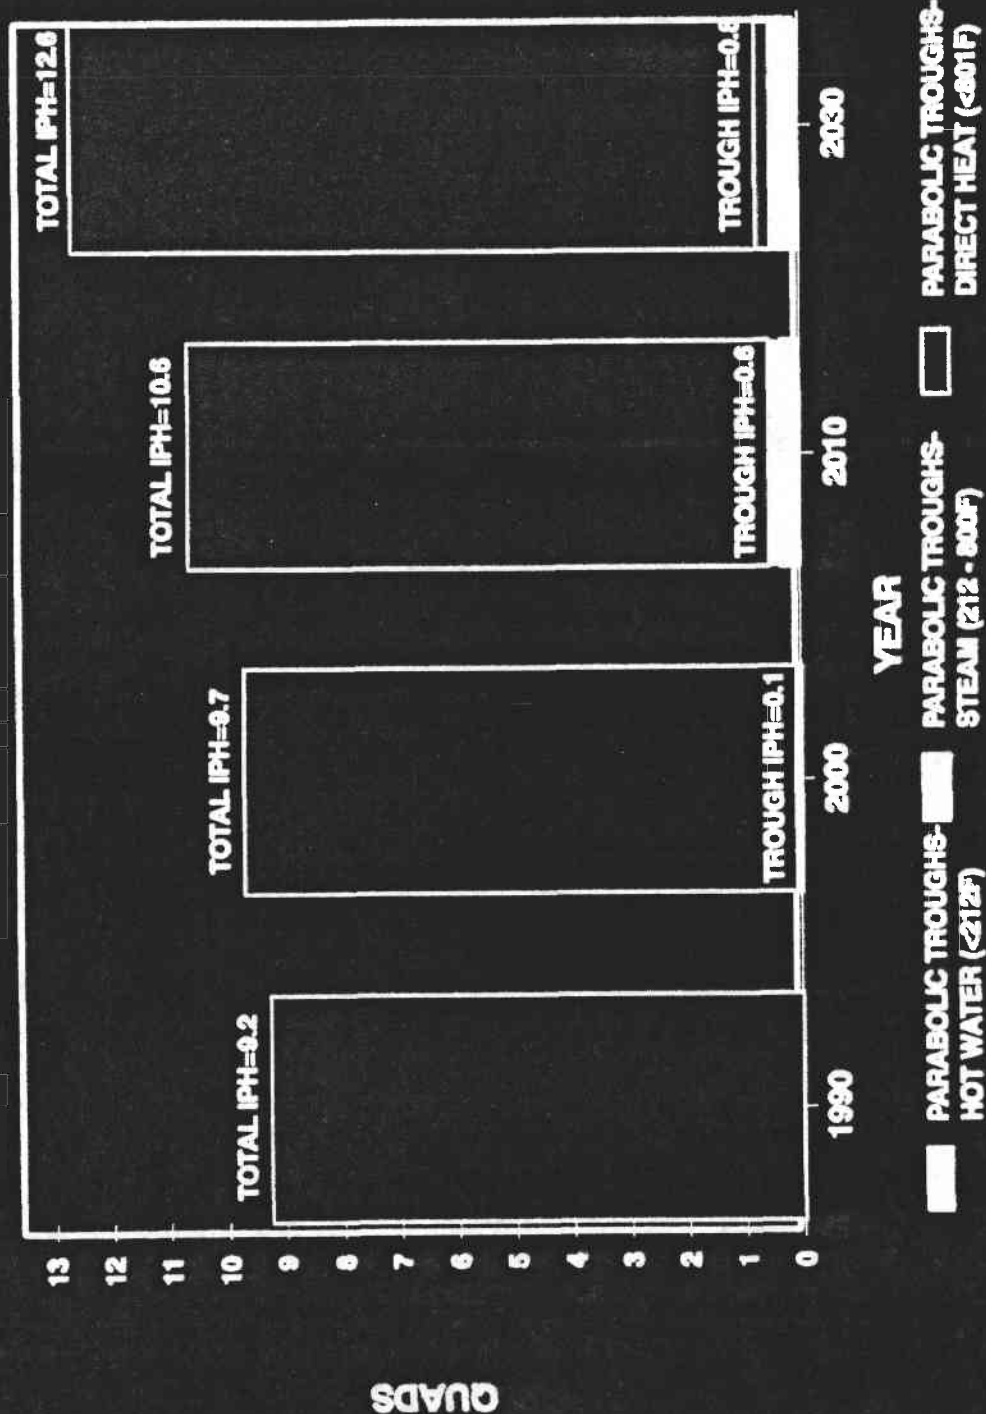 QUADS
13
12
11
10
9
8
7
6
5
4
3
2
1
0
TOTAL IPH=9.2
TOTAL IPH=9.7
TOTAL IPH=10.6
TOTAL IPH=12.6
TROUGH IPH=0.1
TROUGH IPH=0.6
TROUGH IPH=0.8
1990
2000
2010
2030
YEAR
PARABOLIC TROUGHS-
HOT WATER (<212F)
PARABOLIC TROUGHS-
STEAM (212 - 800F)
PARABOLIC TROUGHS-
DIRECT HEAT (<801F)